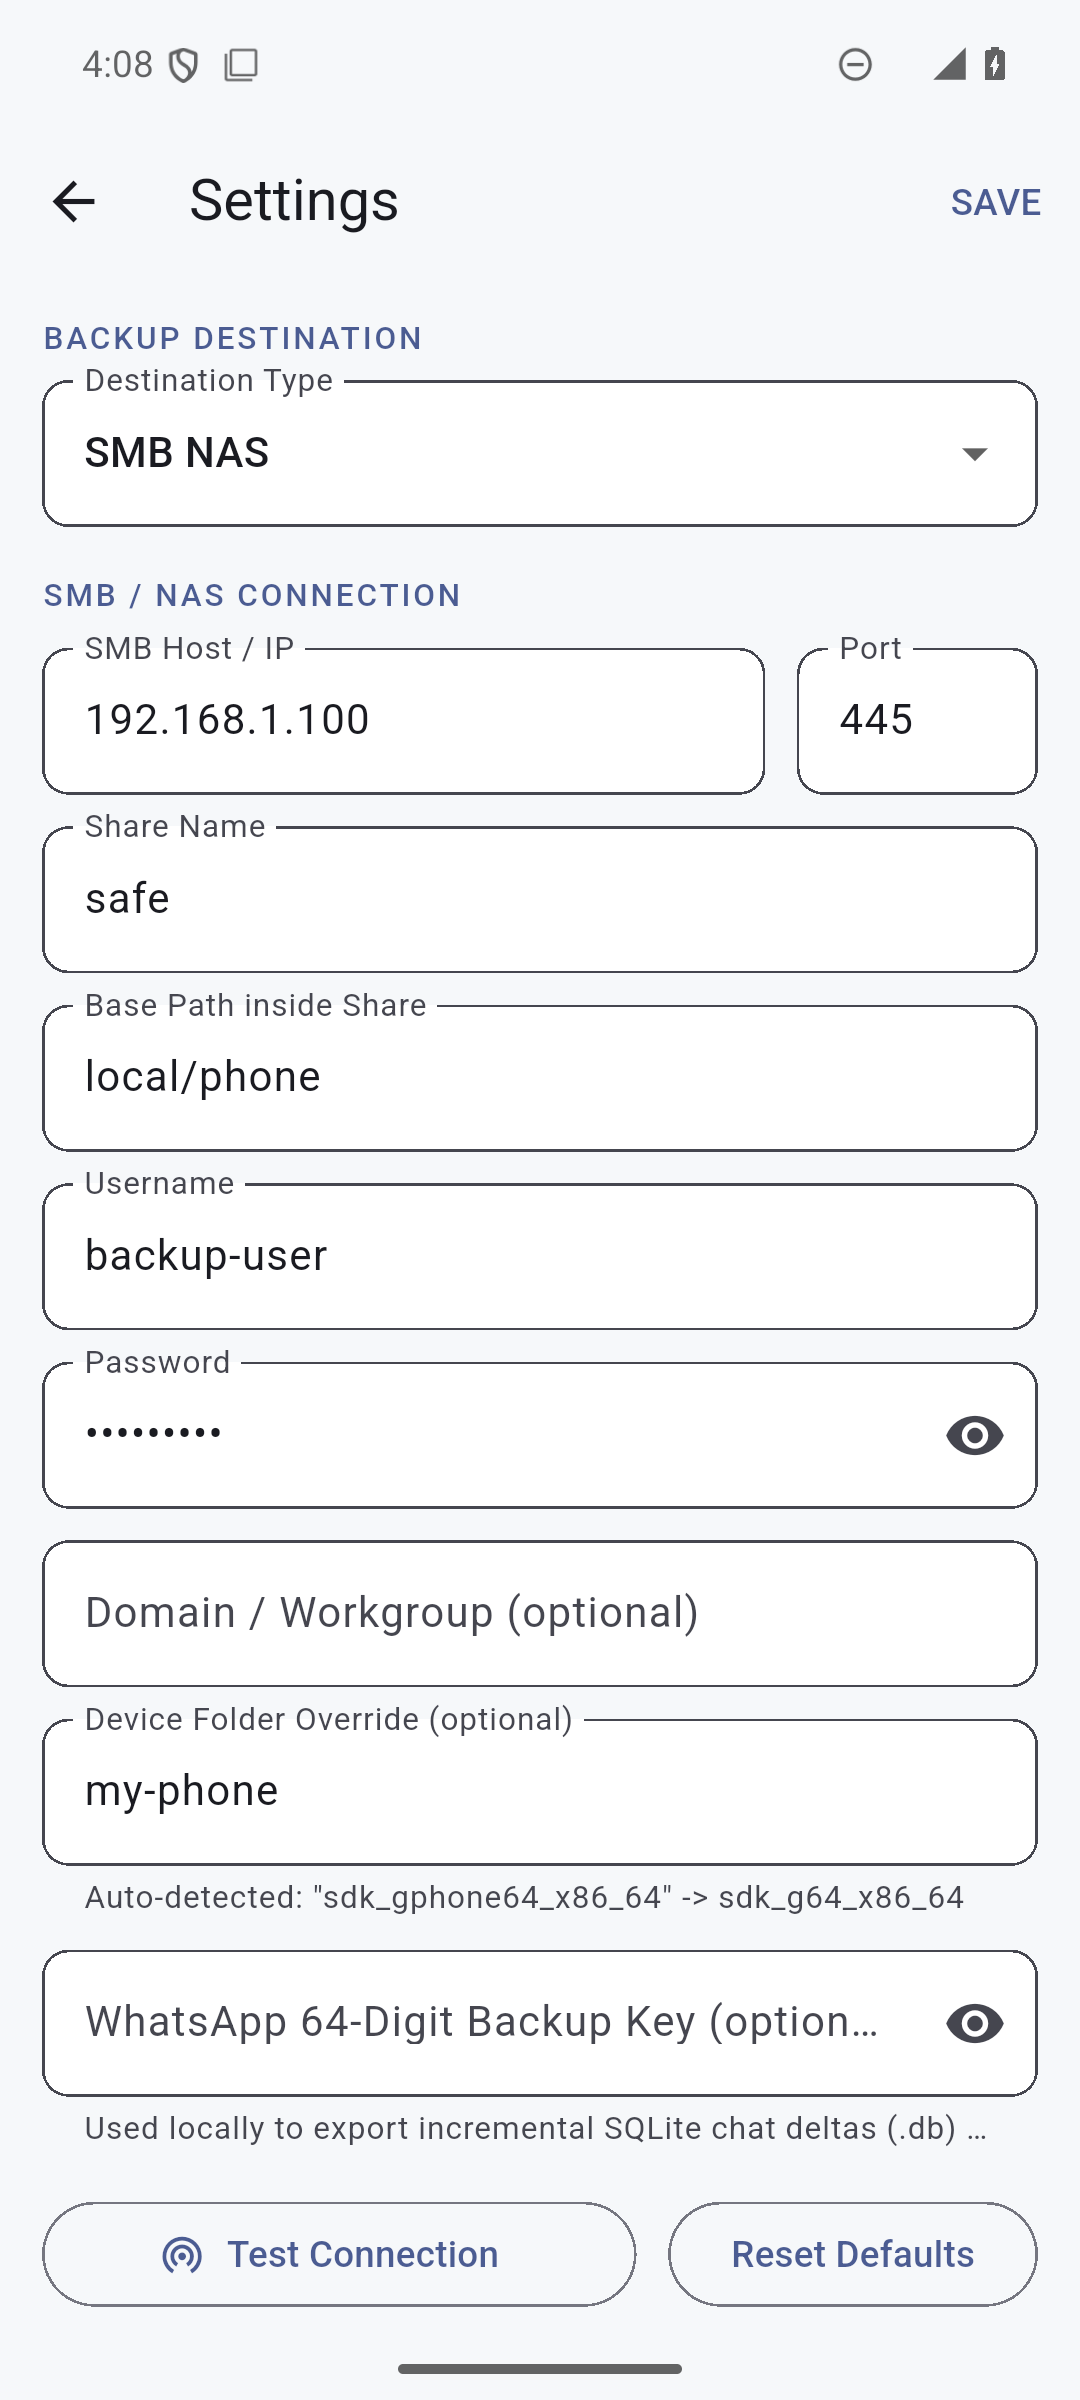 4:08
Settings
SAVE
BACKUP DESTINATION
Destination Type
SMB NAS
SMB / NAS CONNECTION
SMB Host / IP
Port
192.168.1.100
445
Share Name
safe
Base Path inside Share
local/phone
Username
backup-user
Password
•••••••••
Domain / Workgroup (optional)
Device Folder Override (optional)
my-phone
Auto-detected: "sdk_gphone64_x86_64" -> sdk_g64_x86_64
WhatsApp 64-Digit Backup Key (option…
Used locally to export incremental SQLite chat deltas (.db) …
Test Connection
Reset Defaults